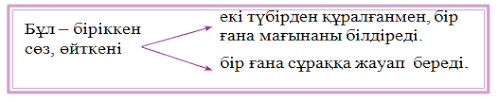 Бұл – біріккен
сөз, өйткені
екі түбірден құралғанмен, бір
ғана мағынаны білдіреді.
бір ғана сұраққа жауап береді.